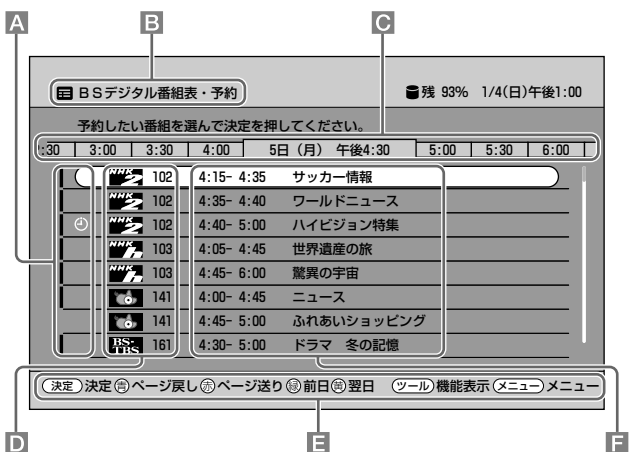 A B C
BSデジタル番組表・予約 残 93% 1/4(日)午後1:00
予約したい番組を選んで決定を押してください。
:30 3:00 3:30 4:00 5日（月） 午後4:30 5:00 5:30 6:00
NHK 2 102 4:15- 4:35 サッカー情報
NHK 2 102 4:35- 4:40 ワールドニュース
NHK 2 102 4:40- 5:00 ハイビジョン特集
NHK h 103 4:05- 4:45 世界遺産の旅
NHK h 103 4:45- 6:00 驚異の宇宙
141 4:00- 4:45 ニュース
141 4:45- 5:00 ふれあいショッピング
BS-TBS 161 4:30- 5:00 ドラマ 冬の記憶
決定 決定 青 ページ戻し 赤 ページ送り 緑 前日 黄 翌日 ツール 機能表示 メニュー メニュー
D E F